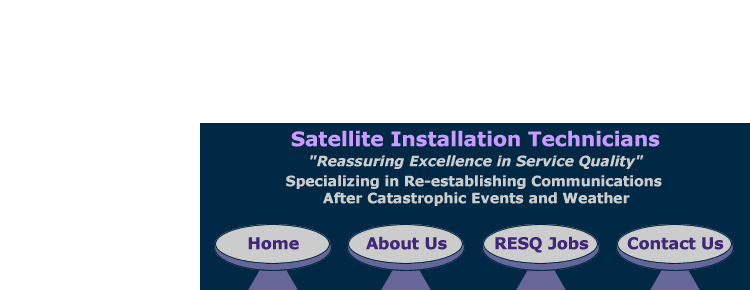 Satellite Installation Technicians
"Reassuring Excellence in Service Quality"
Specializing in Re-establishing Communications
After Catastrophic Events and Weather
Home
About Us
RESQ Jobs
Contact Us